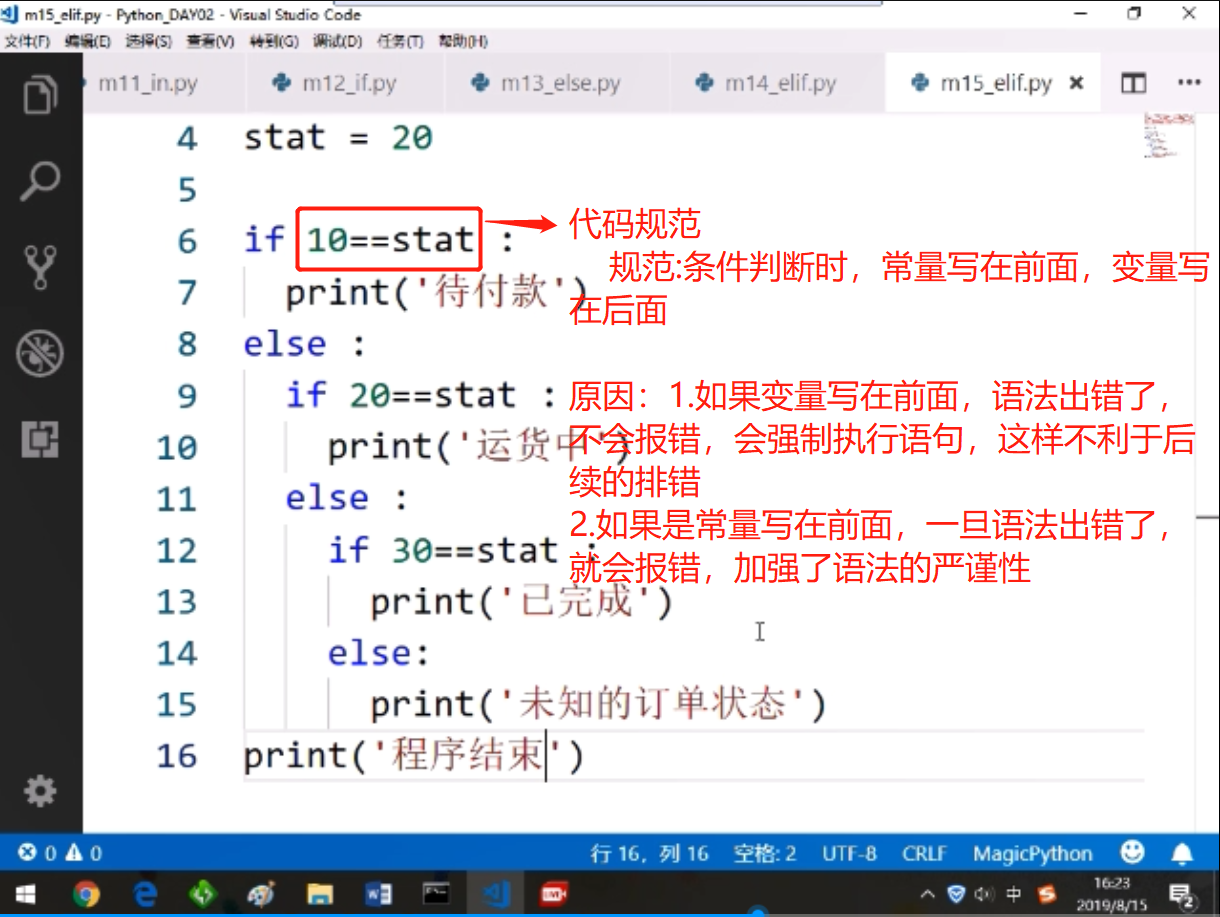 m15_elif.py - Python_DAY02 - Visual Studio Code
文件(F) 编辑(E) 选择(S) 查看(V) 转到(G) 调试(D) 任务(T) 帮助(H)
m11_in.py m12_if.py m13_else.py m14_elif.py m15_elif.py
4 stat = 20
5
6 if 10==stat : 代码规范
规范:条件判断时，常量写在前面，变量写
7 print('待付款')
在后面
8 else :
9 if 20==stat : 原因：1.如果变量写在前面，语法出错了，
10 print('运货中') 不会报错，会强制执行语句，这样不利于后
续的排错
11 else :
2.如果是常量写在前面，一旦语法出错了，
12 if 30==stat :
就会报错，加强了语法的严谨性
13 print('已完成')
14 else:
15 print('未知的订单状态')
16 print('程序结束')
0 0 行 16，列 16 空格: 2 UTF-8 CRLF MagicPython
LIVE 中 16:23
2019/8/15 2